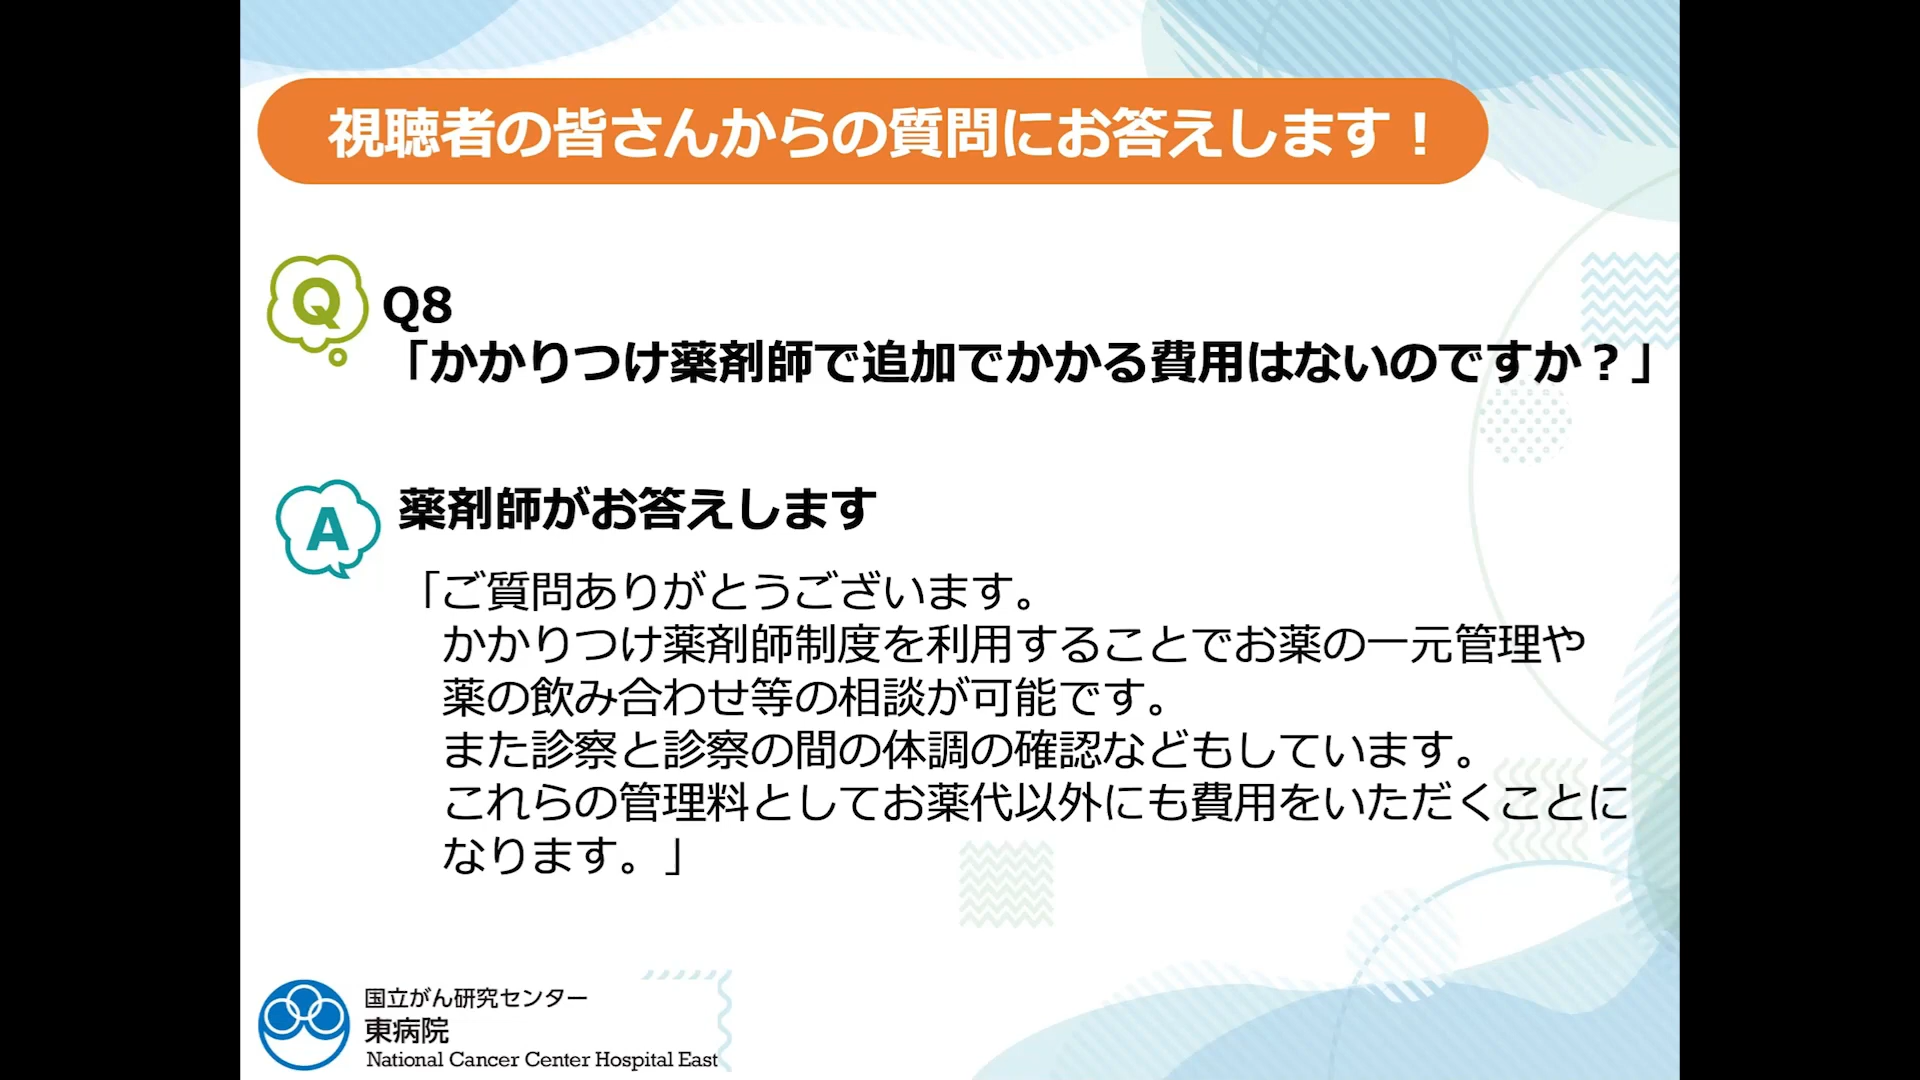 視聴者の皆さんからの質問にお答えします！
Q
Q8
「かかりつけ薬剤師で追加でかかる費用はないのですか？」
A
薬剤師がお答えします
「ご質問ありがとうございます。
かかりつけ薬剤師制度を利用することでお薬の一元管理や
薬の飲み合わせ等の相談が可能です。
また診察と診察の間の体調の確認などもしています。
これらの管理料としてお薬代以外にも費用をいただくことに
なります。」
国立がん研究センター
東病院
National Cancer Center Hospital East